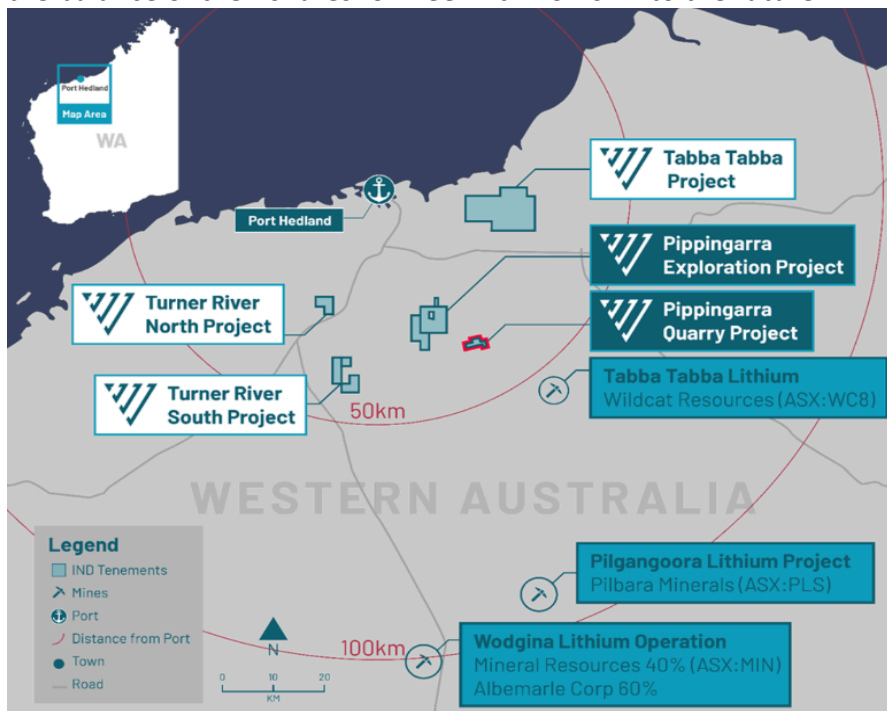 Port Hedland
Map Area
WA
Tabba Tabba
Project
Port Hedland
Pippingarra
Exploration Project
Turner River
North Project
Pippingarra
Quarry Project
Tabba Tabba Lithium
Wildcat Resources (ASX:WC8)
Turner River
South Project
50km
WESTERN AUSTRALIA
Legend
IND Tenements
Mines
Port
Distance from Port
Town
Road
N
0 10 20
KM
100km
Pilgangoora Lithium Project
Pilbara Minerals (ASX:PLS)
Wodgina Lithium Operation
Mineral Resources 40% (ASX:MIN)
Albemarle Corp 60%